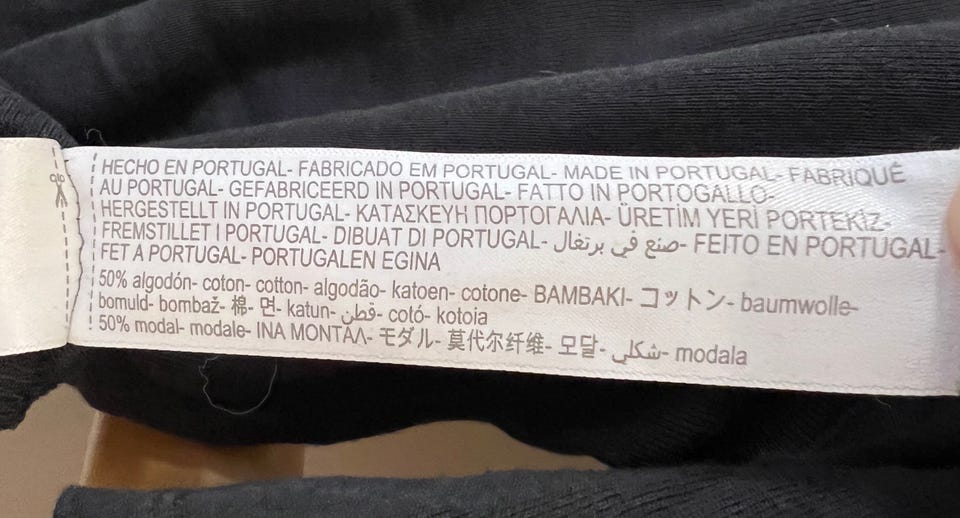 HECHO EN PORTUGAL- FABRICADO EM PORTUGAL- MADE IN PORTUGAL- FABRIQUÉ
AU PORTUGAL- GEFABRICEERD IN PORTUGAL- FATTO IN PORTOGALLO-
HERGESTELLT IN PORTUGAL- ΚΑΤΑΣΚΕΥΗ ΠΟΡΤΟΓΑΛΙΑ- ÜRETİM YERİ PORTEKİZ-
FREMSTILLET I PORTUGAL- DIBUAT DI PORTUGAL- صنع في برتغال- FEITO EN PORTUGAL-
FET A PORTUGAL- PORTUGALEN EGINA
50% algodón- coton- cotton- algodão- katoen- cotone- ΒΑΜΒΑΚΙ- コットン- baumwolle-
bomuld- bombaž- 棉- 면- katun- قطن- cotó- kotoia
50% modal- modale- ΙΝΑ ΜΟΝΤΑΛ- モダル- 莫代尔纤维- 모달- شكلي- modala